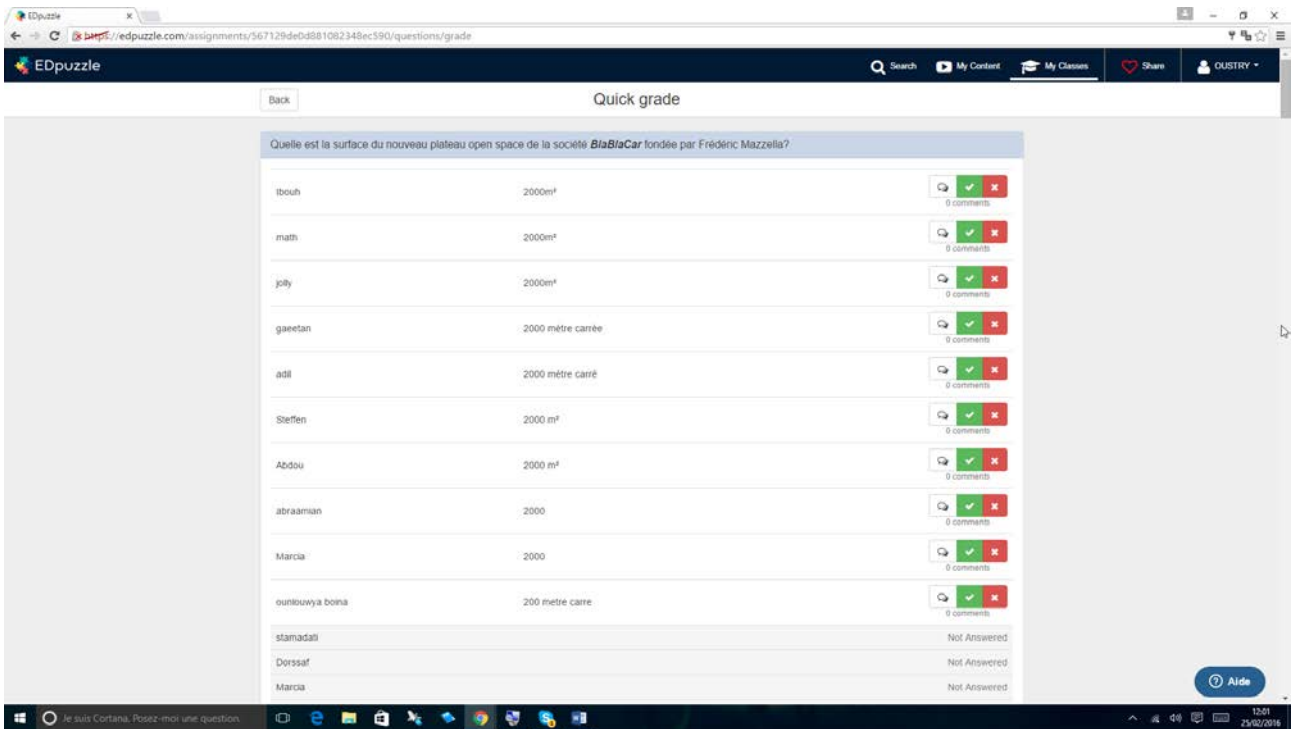 EDpuzzle
https://edpuzzle.com/assignments/567129de0d881082348ec590/questions/grade
EDpuzzle
Search
My Content
My Classes
Share
OUSTRY
Back
Quick grade
Quelle est la surface du nouveau plateau open space de la société BlaBlaCar fondée par Frédéric Mazzella?
Ibouh 2000m²
0 comments
math 2000m²
0 comments
jolly 2000m²
0 comments
gaeetan 2000 mètre carrée
0 comments
adil 2000 mètre carré
0 comments
Steffen 2000 m²
0 comments
Abdou 2000 m²
0 comments
abraamian 2000
0 comments
Marcia 2000
0 comments
ounlouwya boina 200 metre carre
0 comments
stamadati Not Answered
Dorssaf Not Answered
Marcia Not Answered
Aide
Je suis Cortana. Posez-moi une question.
12:01
25/02/2016